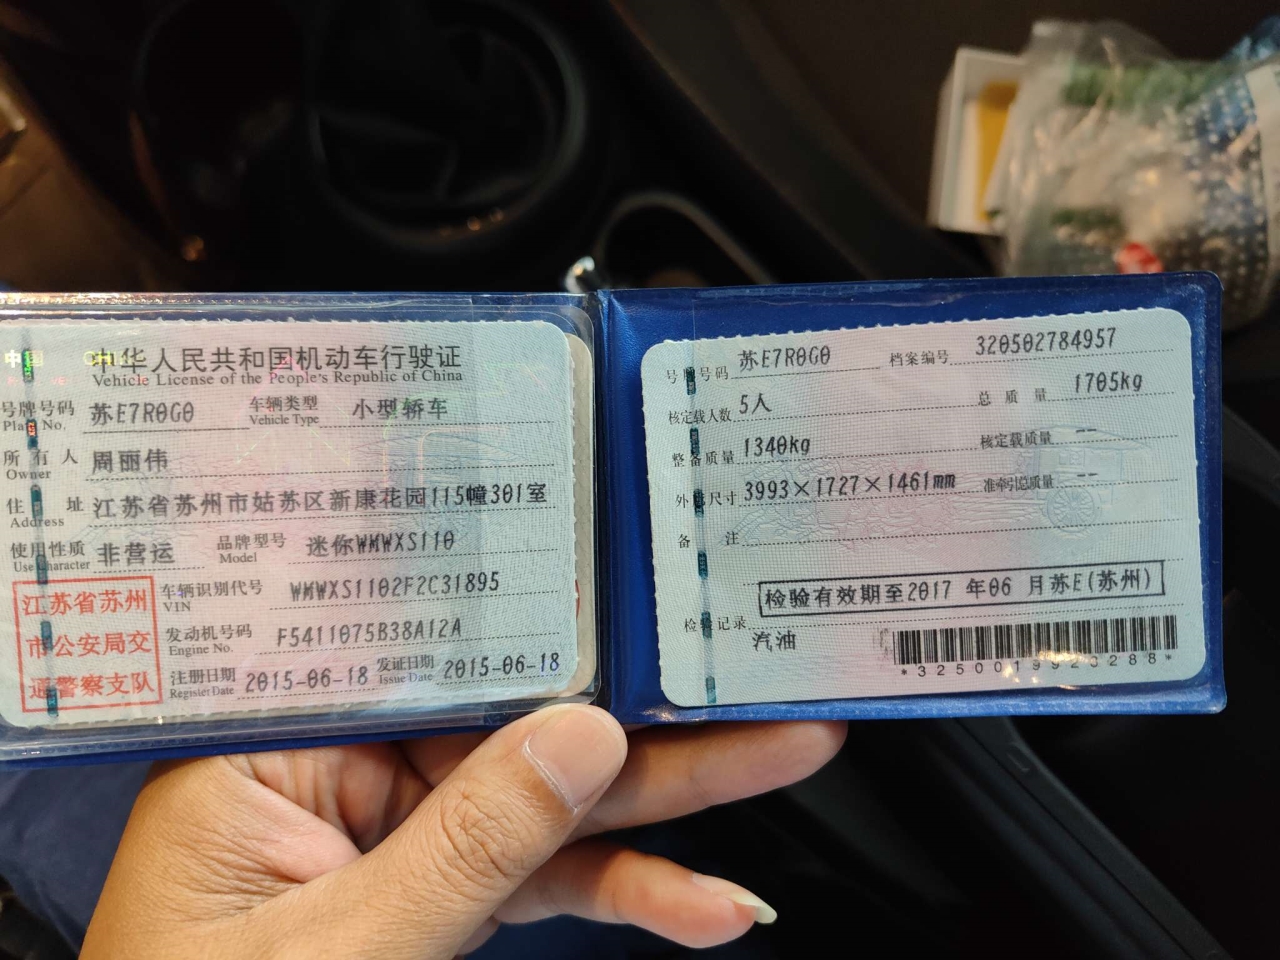 中华人民共和国机动车行驶证
Vehicle License of the People's Republic of China
号牌号码 苏E7R0G0 车辆类型 小型轿车
Plate No. Vehicle Type
所有人 周丽伟
Owner
住址 江苏省苏州市姑苏区新康花园115幢301室
Address
使用性质 非营运 品牌型号 迷你WMWXS110
Use Character Model
江苏省苏州
市公安局交
通警察支队
车辆识别代号 WMWXS1102F2C31895
VIN
发动机号码 F5411075B38A12A
Engine No.
注册日期 2015-06-18 发证日期 2015-06-18
Register Date Issue Date
号牌号码 苏E7R0G0 档案编号 320502784957
核定载人数 5人 总质量 1705kg
整备质量 1340kg 核定载质量 --
外廓尺寸 3993×1727×1461mm 准牵引总质量 --
备注
检验有效期至2017 年06 月苏E(苏州)
检验记录
汽油
*3250019923288*